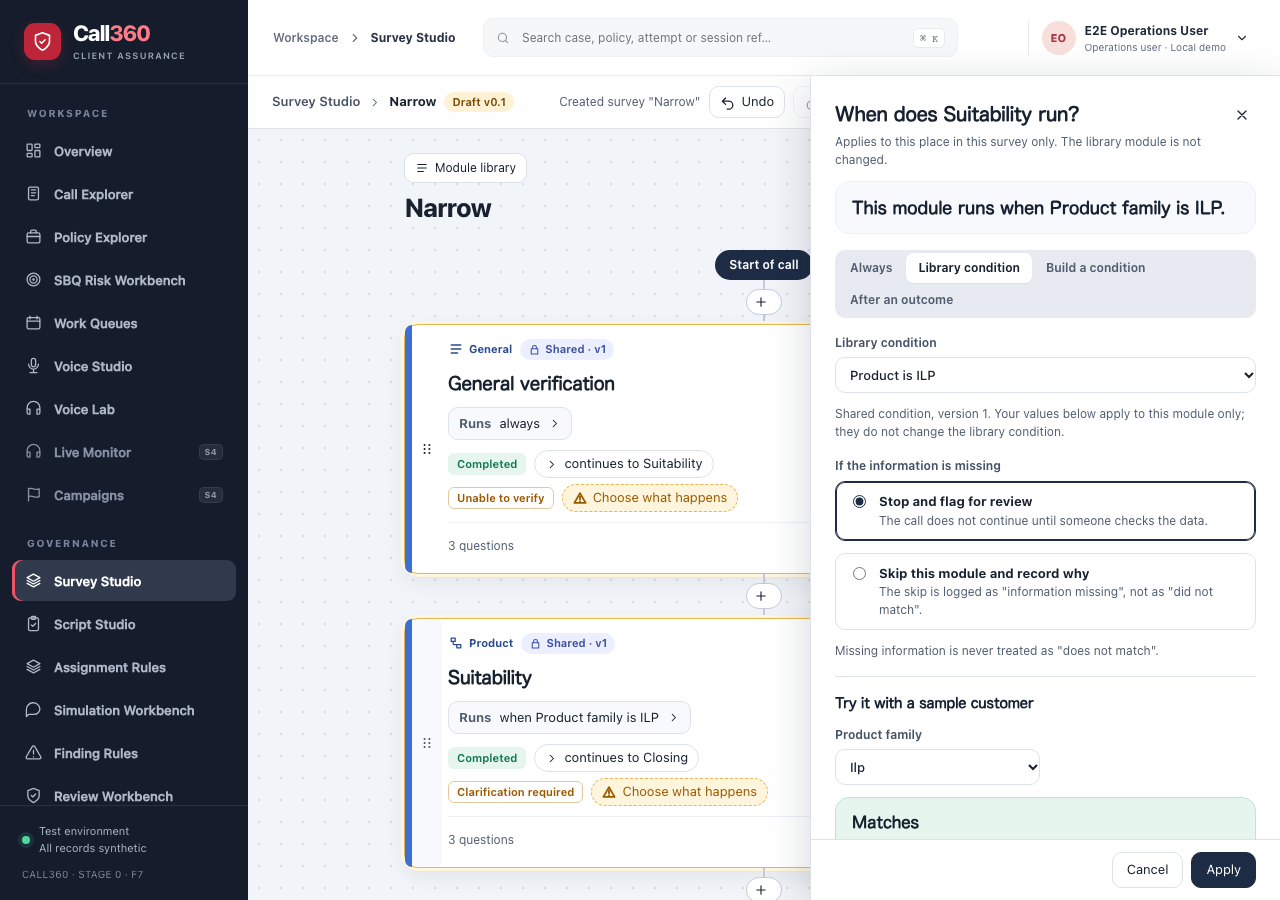 Call360
CLIENT ASSURANCE
WORKSPACE
Overview
Call Explorer
Policy Explorer
SBQ Risk Workbench
Work Queues
Voice Studio
Voice Lab
Live Monitor S4
Campaigns S4
GOVERNANCE
Survey Studio
Script Studio
Assignment Rules
Simulation Workbench
Finding Rules
Review Workbench
Test environment
All records synthetic
CALL360 · STAGE 0 · F7
Workspace > Survey Studio
Search case, policy, attempt or session ref...
⌘ K
EO
E2E Operations User
Operations user · Local demo
Survey Studio > Narrow Draft v0.1
Created survey "Narrow"
Undo
Module library
Narrow
Start of call
+
General Shared · v1
General verification
Runs always >
Completed > continues to Suitability
Unable to verify Choose what happens
3 questions
+
Product Shared · v1
Suitability
Runs when Product family is ILP >
Completed > continues to Closing
Clarification required Choose what happens
3 questions
+
When does Suitability run?
Applies to this place in this survey only. The library module is not
changed.
This module runs when Product family is ILP.
Always Library condition Build a condition
After an outcome
Library condition
Product is ILP
Shared condition, version 1. Your values below apply to this module only;
they do not change the library condition.
If the information is missing
Stop and flag for review
The call does not continue until someone checks the data.
Skip this module and record why
The skip is logged as "information missing", not as "did not
match".
Missing information is never treated as "does not match".
Try it with a sample customer
Product family
Ilp
Matches
Cancel Apply